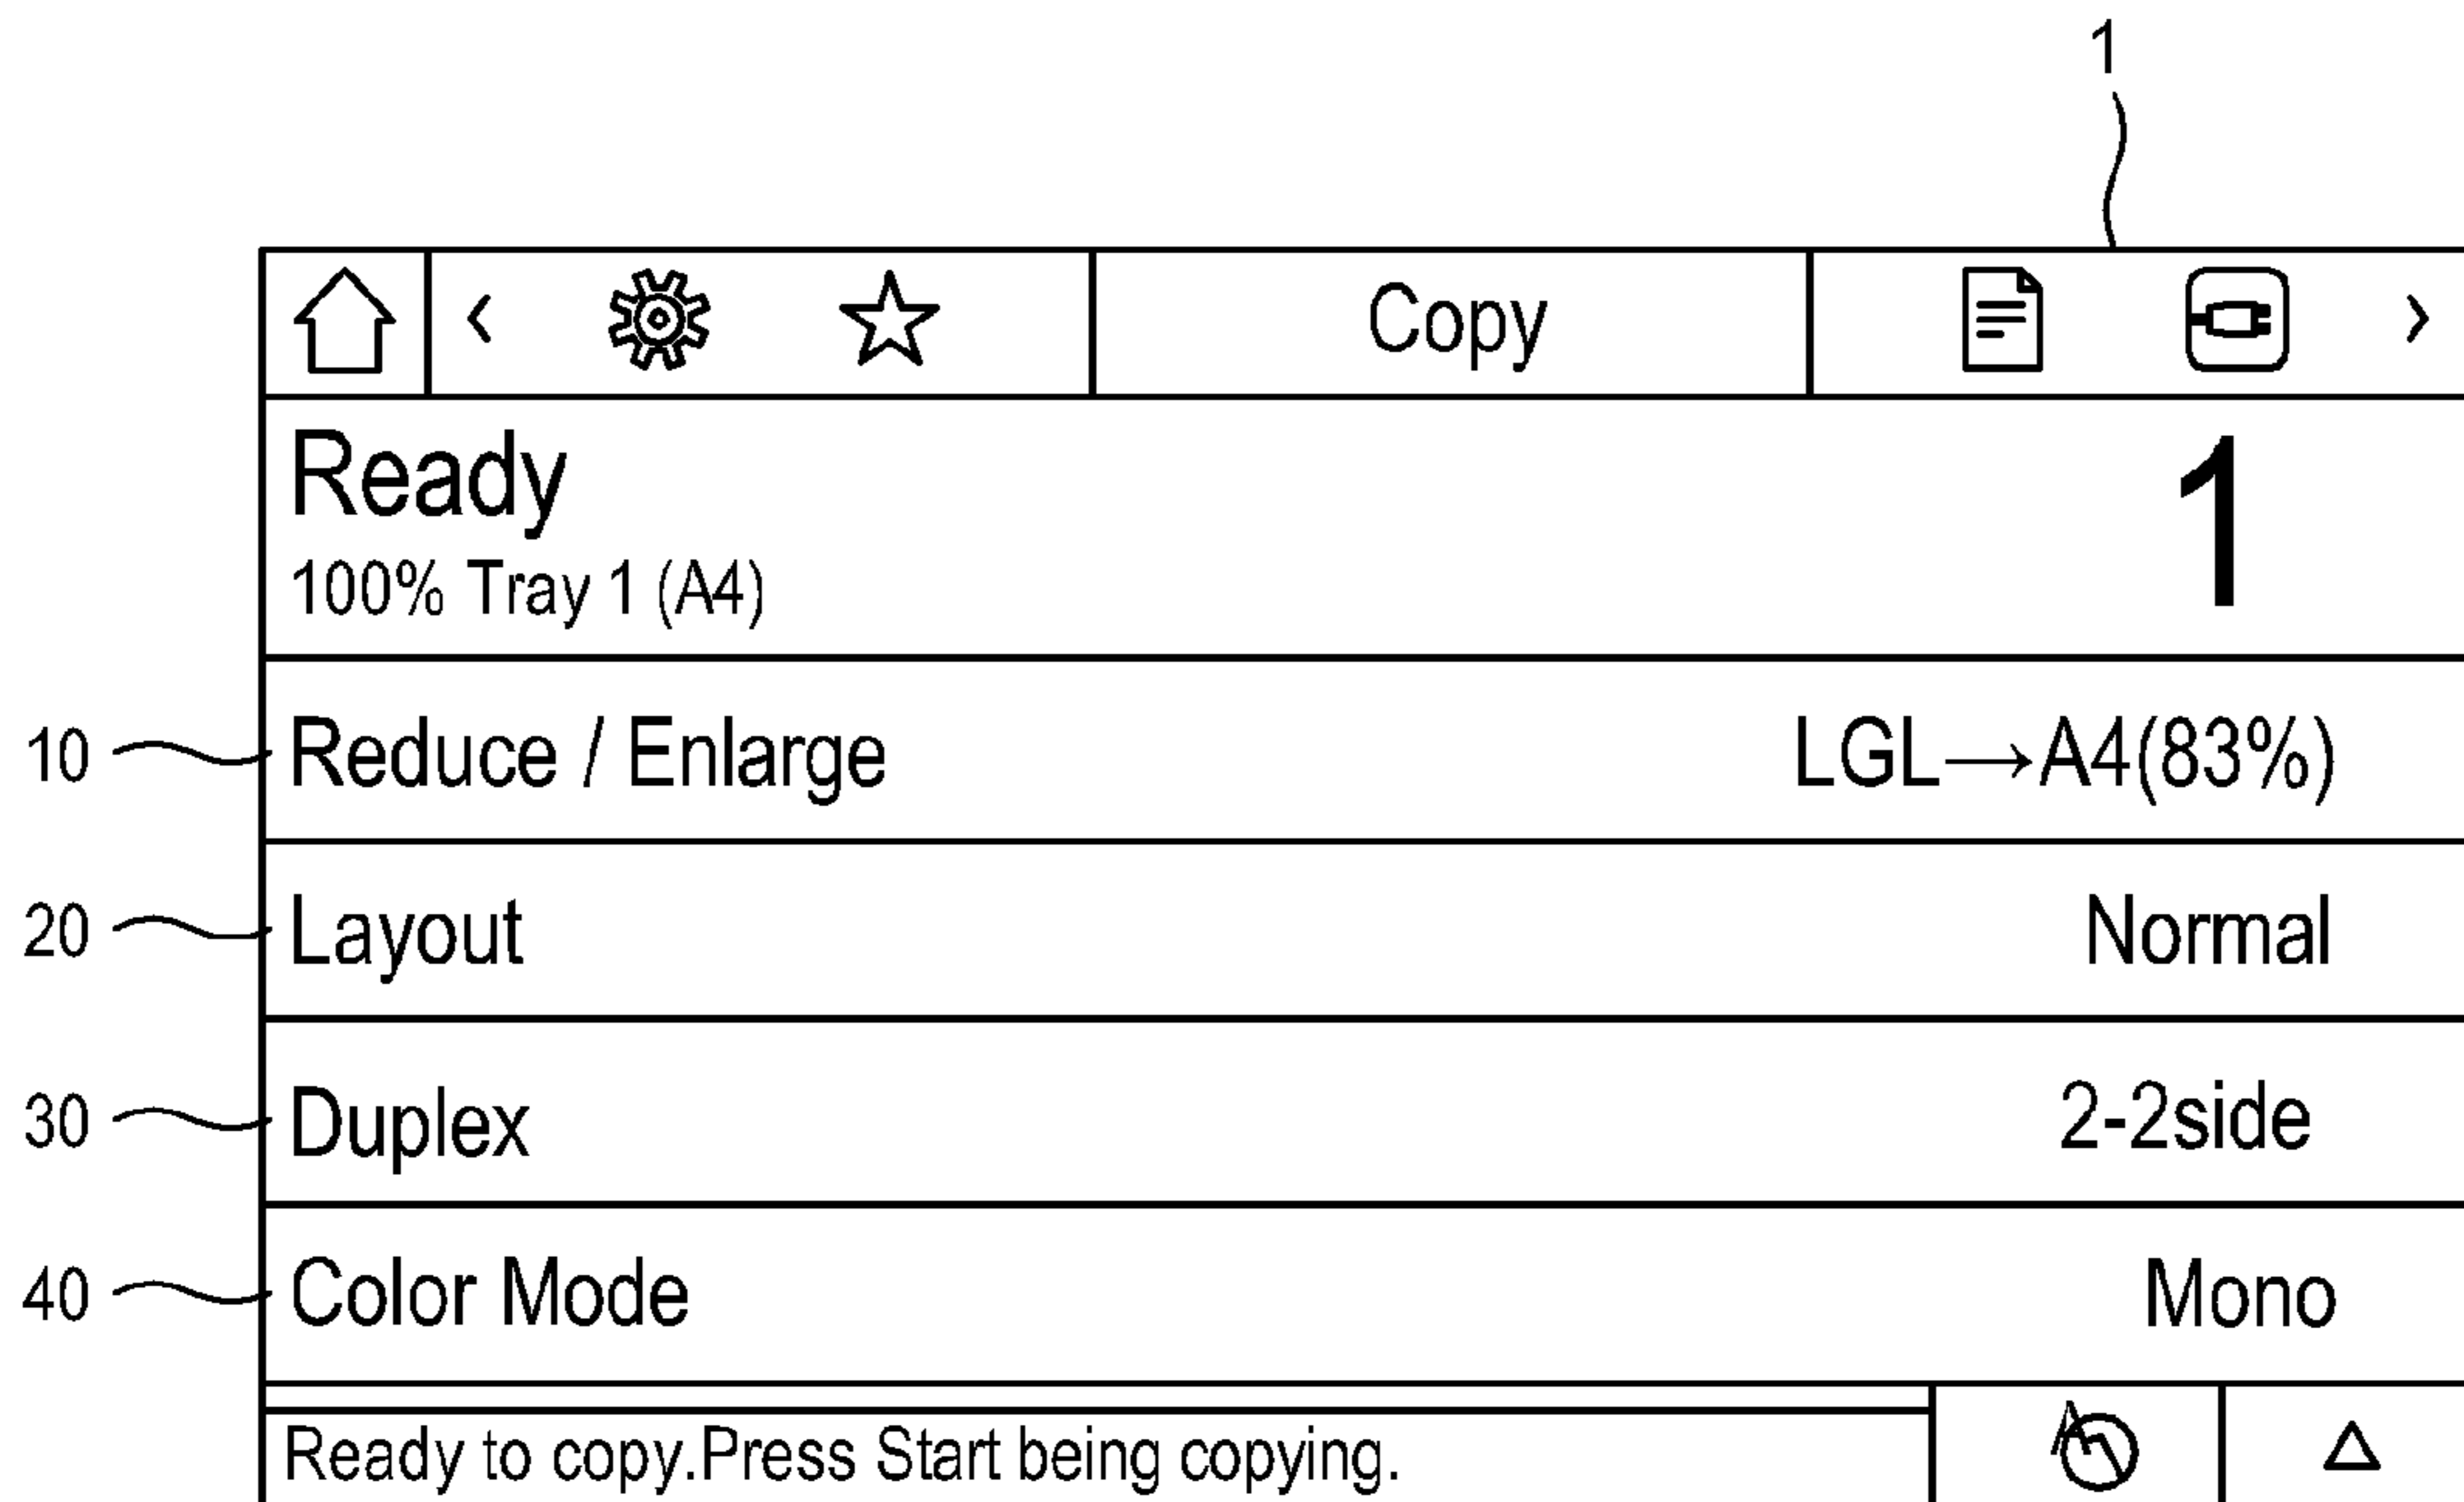 1
Copy
Ready 1
100% Tray 1 (A4)
10 Reduce / Enlarge LGL→A4(83%)
20 Layout Normal
30 Duplex 2-2side
40 Color Mode Mono
Ready to copy.Press Start being copying.